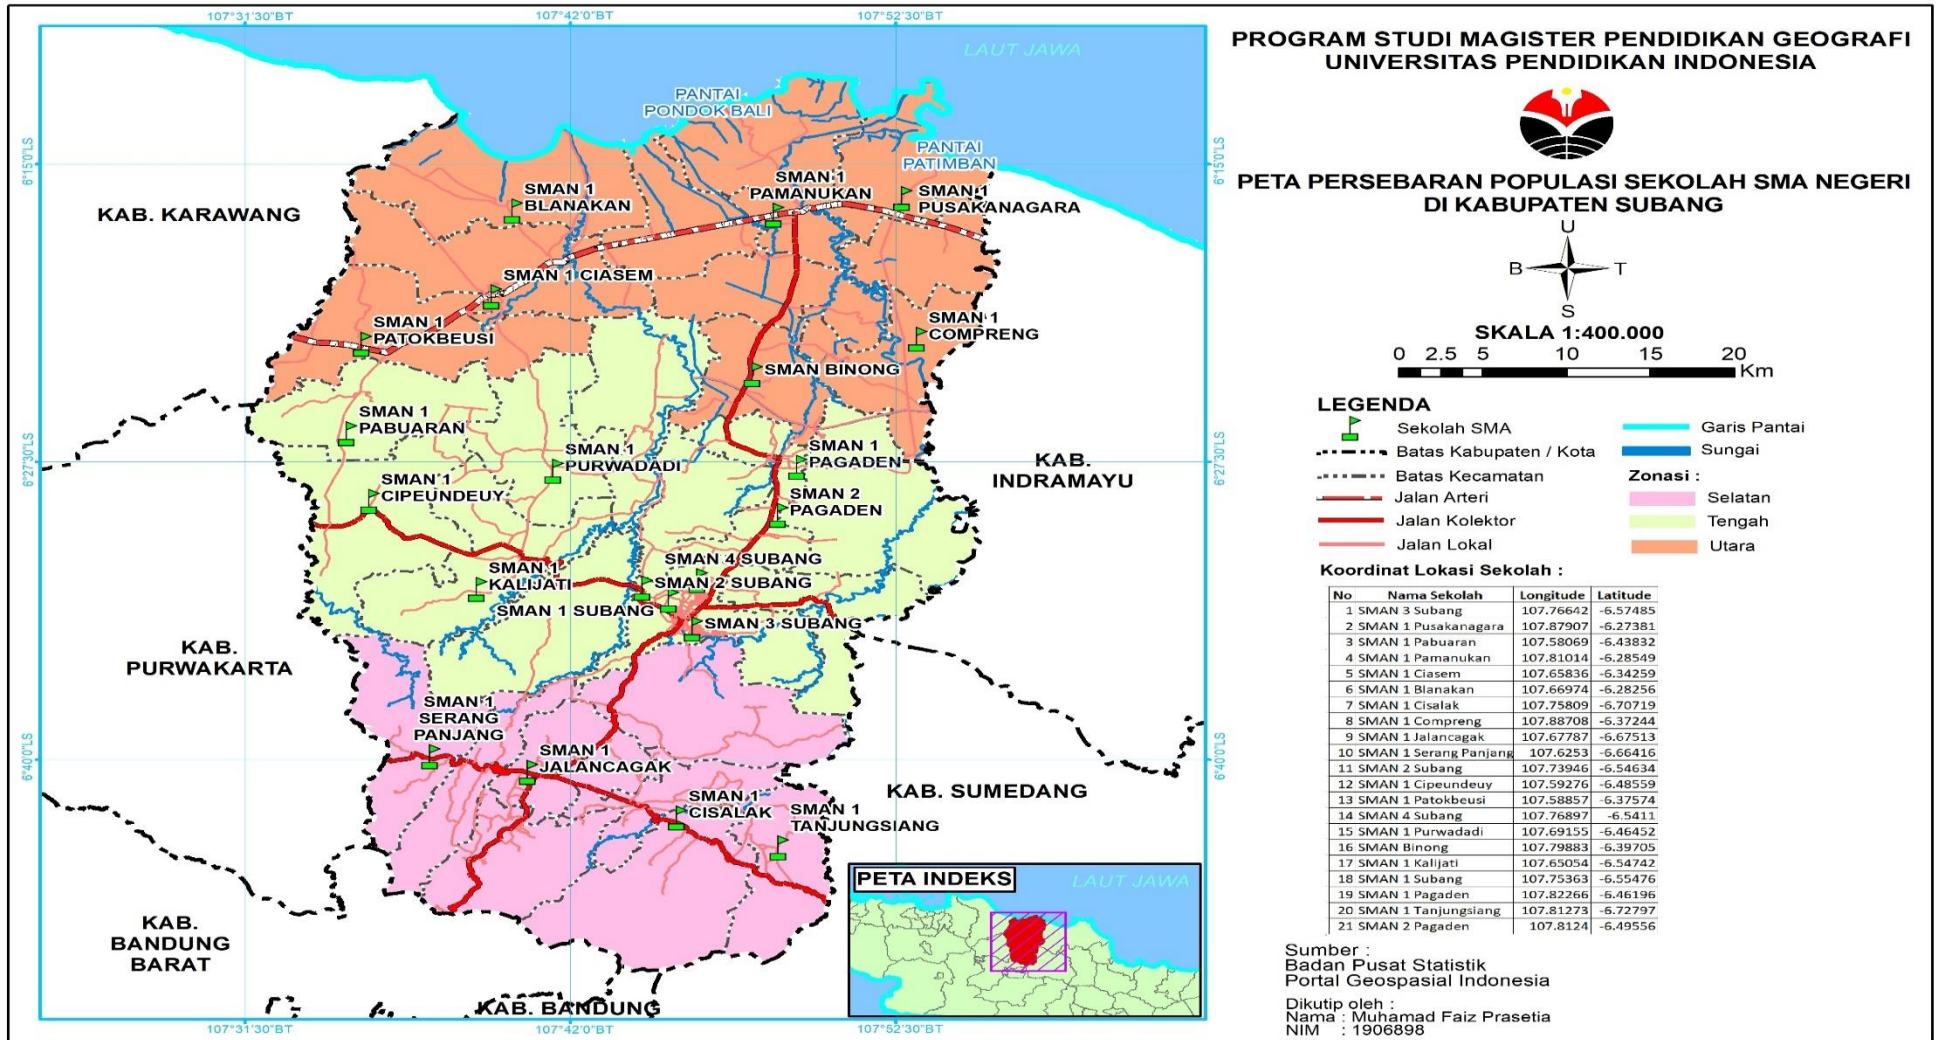 107°31'30"BT
107°42'0"BT
107°52'30"BT
LAUT JAWA
PANTAI
PONDOK BALI
PANTAI
PATIMBAN
6°15'0"LS
6°15'0"LS
KAB. KARAWANG
SMAN 1
BLANAKAN
SMAN 1
PAMANUKAN
SMAN 1
PUSAKANAGARA
SMAN 1 CIASEM
SMAN 1
PATOKBEUSI
SMAN 1
COMPRENG
SMAN BINONG
SMAN 1
PABUARAN
SMAN 1
PURWADADI
SMAN 1
PAGADEN
6°27'30"LS
6°27'30"LS
KAB.
INDRAMAYU
SMAN 1
CIPEUNDEUY
SMAN 2
PAGADEN
SMAN 1
KALIJATI
SMAN 4 SUBANG
SMAN 2 SUBANG
SMAN 1 SUBANG
SMAN 3 SUBANG
KAB.
PURWAKARTA
SMAN 1
SERANG
PANJANG
SMAN 1
JALANCAGAK
6°40'0"LS
6°40'0"LS
KAB. SUMEDANG
SMAN 1
CISALAK
SMAN 1
TANJUNGSIANG
KAB.
BANDUNG
BARAT
KAB. BANDUNG
PETA INDEKS
LAUT JAWA
107°31'30"BT
107°42'0"BT
107°52'30"BT
PROGRAM STUDI MAGISTER PENDIDIKAN GEOGRAFI
UNIVERSITAS PENDIDIKAN INDONESIA
PETA PERSEBARAN POPULASI SEKOLAH SMA NEGERI
DI KABUPATEN SUBANG
U
B T
S
SKALA 1:400.000
0 2.5 5 10 15 20
Km
LEGENDA
Sekolah SMA
Batas Kabupaten / Kota
Batas Kecamatan
Jalan Arteri
Jalan Kolektor
Jalan Lokal
Garis Pantai
Sungai
Zonasi :
Selatan
Tengah
Utara
Koordinat Lokasi Sekolah :
No Nama Sekolah Longitude Latitude
1 SMAN 3 Subang 107.76642 -6.57485
2 SMAN 1 Pusakanagara 107.87907 -6.27381
3 SMAN 1 Pabuaran 107.58069 -6.43832
4 SMAN 1 Pamanukan 107.81014 -6.28549
5 SMAN 1 Ciasem 107.65836 -6.34259
6 SMAN 1 Blanakan 107.66974 -6.28256
7 SMAN 1 Cisalak 107.75809 -6.70719
8 SMAN 1 Compreng 107.88708 -6.37244
9 SMAN 1 Jalancagak 107.67787 -6.67513
10 SMAN 1 Serang Panjang 107.6253 -6.66416
11 SMAN 2 Subang 107.73946 -6.54634
12 SMAN 1 Cipeundeuy 107.59276 -6.48559
13 SMAN 1 Patokbeusi 107.58857 -6.37574
14 SMAN 4 Subang 107.76897 -6.5411
15 SMAN 1 Purwadadi 107.69155 -6.46452
16 SMAN Binong 107.79883 -6.39705
17 SMAN 1 Kalijati 107.65054 -6.54742
18 SMAN 1 Subang 107.75363 -6.55476
19 SMAN 1 Pagaden 107.82266 -6.46196
20 SMAN 1 Tanjungsiang 107.81273 -6.72797
21 SMAN 2 Pagaden 107.8124 -6.49556
Sumber :
Badan Pusat Statistik
Portal Geospasial Indonesia
Dikutip oleh :
Nama : Muhamad Faiz Prasetia
NIM : 1906898